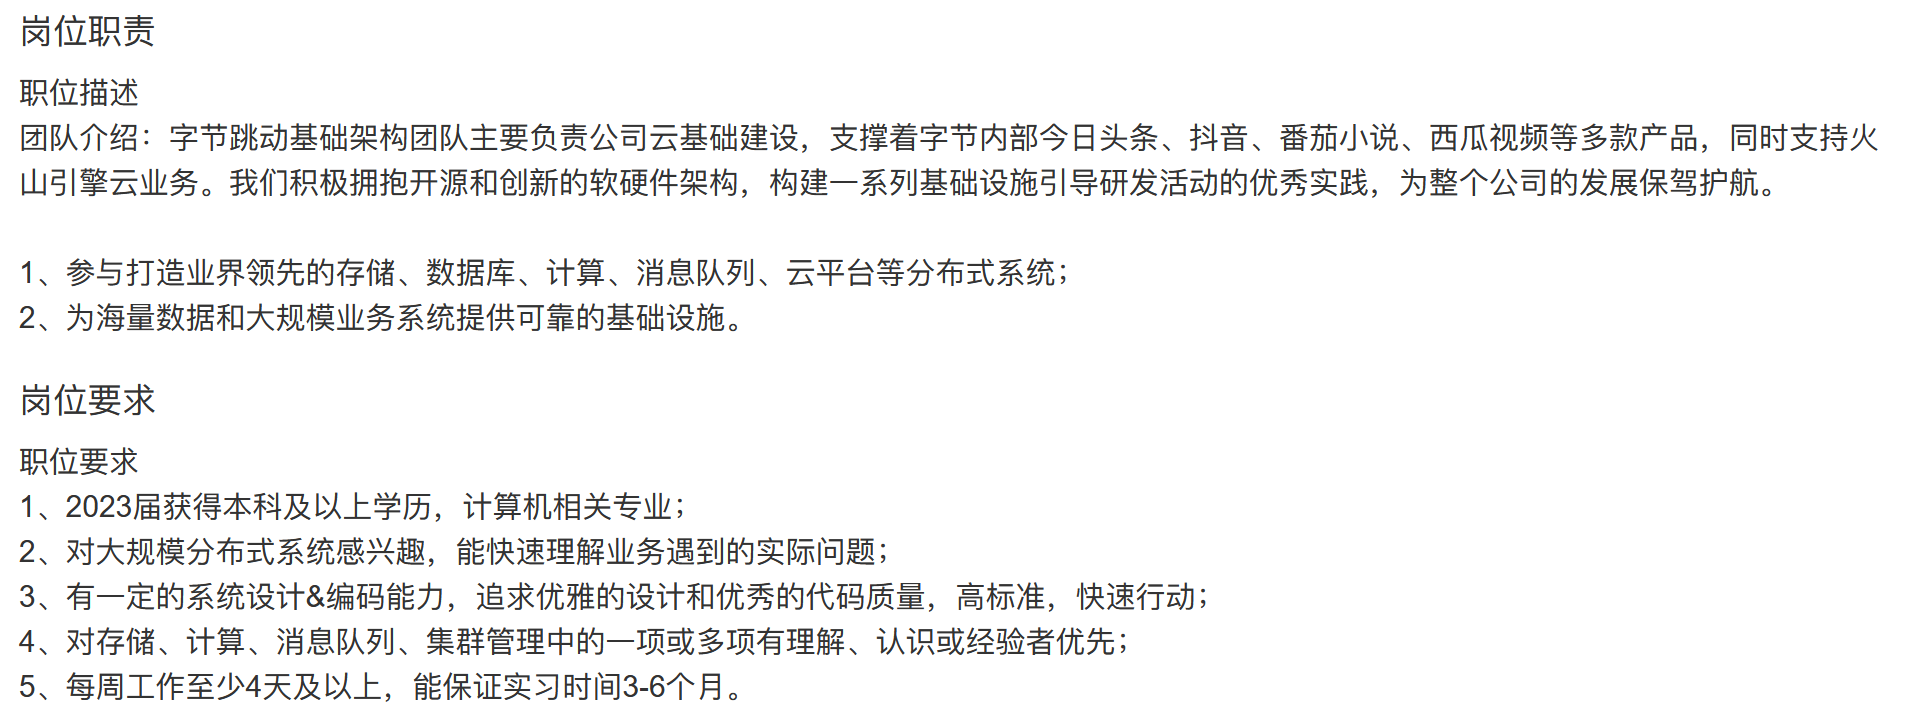 岗位职责
职位描述
团队介绍：字节跳动基础架构团队主要负责公司云基础建设，支撑着字节内部今日头条、抖音、番茄小说、西瓜视频等多款产品，同时支持火
山引擎云业务。我们积极拥抱开源和创新的软硬件架构，构建一系列基础设施引导研发活动的优秀实践，为整个公司的发展保驾护航。
1、参与打造业界领先的存储、数据库、计算、消息队列、云平台等分布式系统；
2、为海量数据和大规模业务系统提供可靠的基础设施。
岗位要求
职位要求
1、2023届获得本科及以上学历，计算机相关专业；
2、对大规模分布式系统感兴趣，能快速理解业务遇到的实际问题；
3、有一定的系统设计&编码能力，追求优雅的设计和优秀的代码质量，高标准，快速行动；
4、对存储、计算、消息队列、集群管理中的一项或多项有理解、认识或经验者优先；
5、每周工作至少4天及以上，能保证实习时间3-6个月。